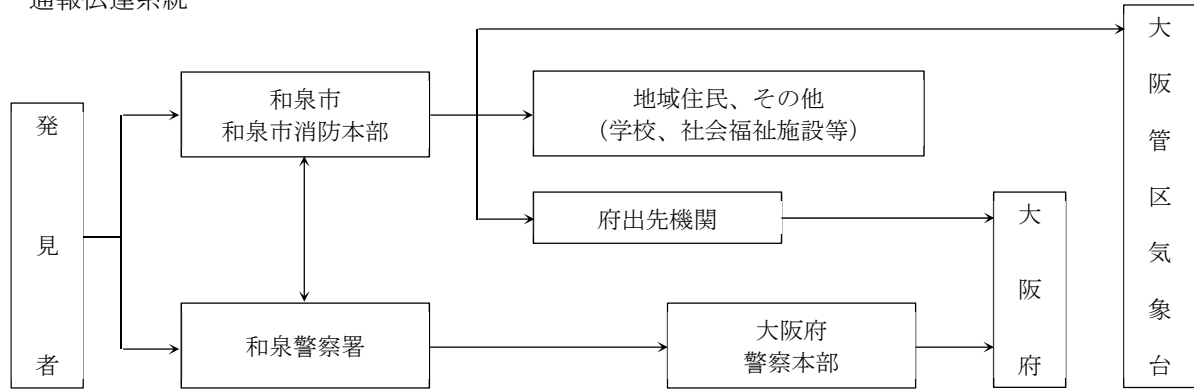 通報伝達系統
発見者
和泉市
和泉市消防本部
地域住民、その他
（学校、社会福祉施設等）
府出先機関
和泉警察署
大阪府
警察本部
大阪府
大阪管区気象台